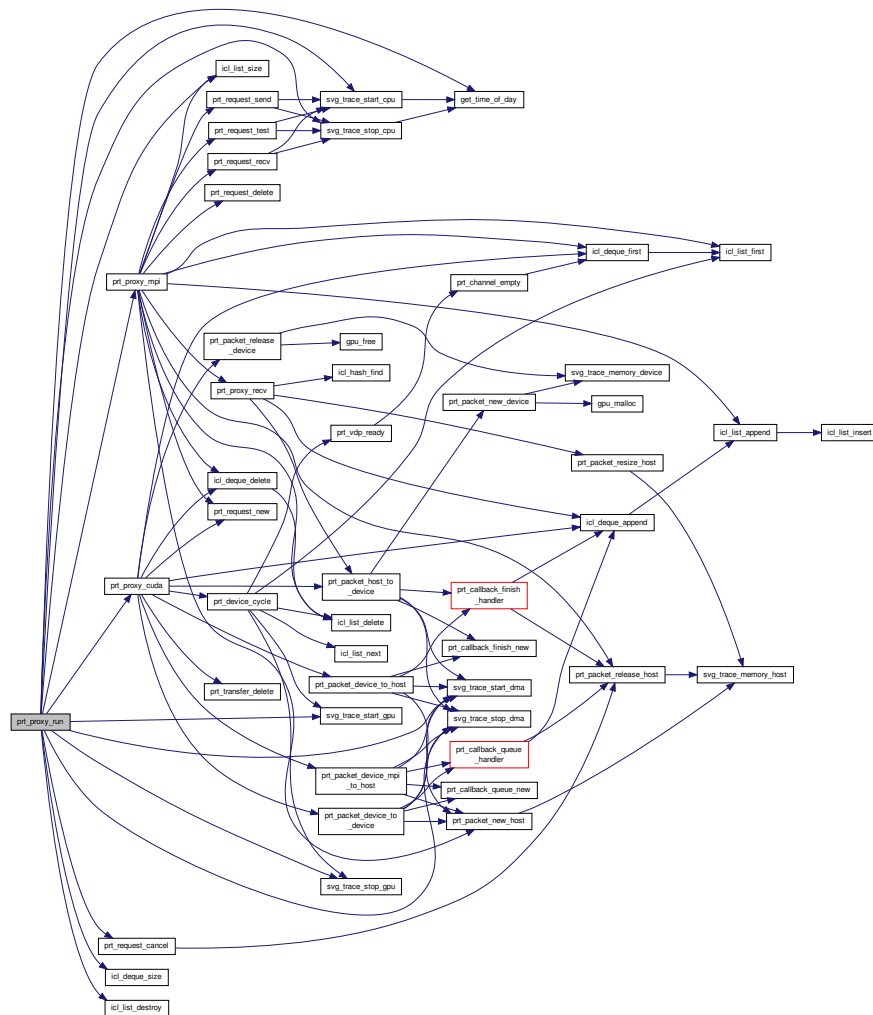 icl_list_size
prt_request_send
svg_trace_start_cpu
get_time_of_day
prt_request_test
svg_trace_stop_cpu
prt_request_recv
prt_request_delete
icl_deque_first
icl_list_first
prt_proxy_mpi
prt_channel_empty
prt_packet_release
_device
gpu_free
icl_hash_find
svg_trace_memory_device
prt_proxy_recv
prt_packet_new_device
gpu_malloc
prt_vdp_ready
icl_list_append
icl_list_insert
prt_packet_resize_host
icl_deque_delete
prt_request_new
icl_deque_append
prt_proxy_cuda
prt_packet_host_to
_device
prt_callback_finish
_handler
prt_device_cycle
icl_list_delete
prt_callback_finish_new
icl_list_next
prt_packet_release_host
svg_trace_memory_host
prt_transfer_delete
prt_packet_device_to_host
svg_trace_start_dma
prt_proxy_run
svg_trace_start_gpu
svg_trace_stop_dma
prt_callback_queue
_handler
prt_packet_device_mpi
_to_host
prt_callback_queue_new
prt_packet_device_to
_device
prt_packet_new_host
svg_trace_stop_gpu
prt_request_cancel
icl_deque_size
icl_list_destroy